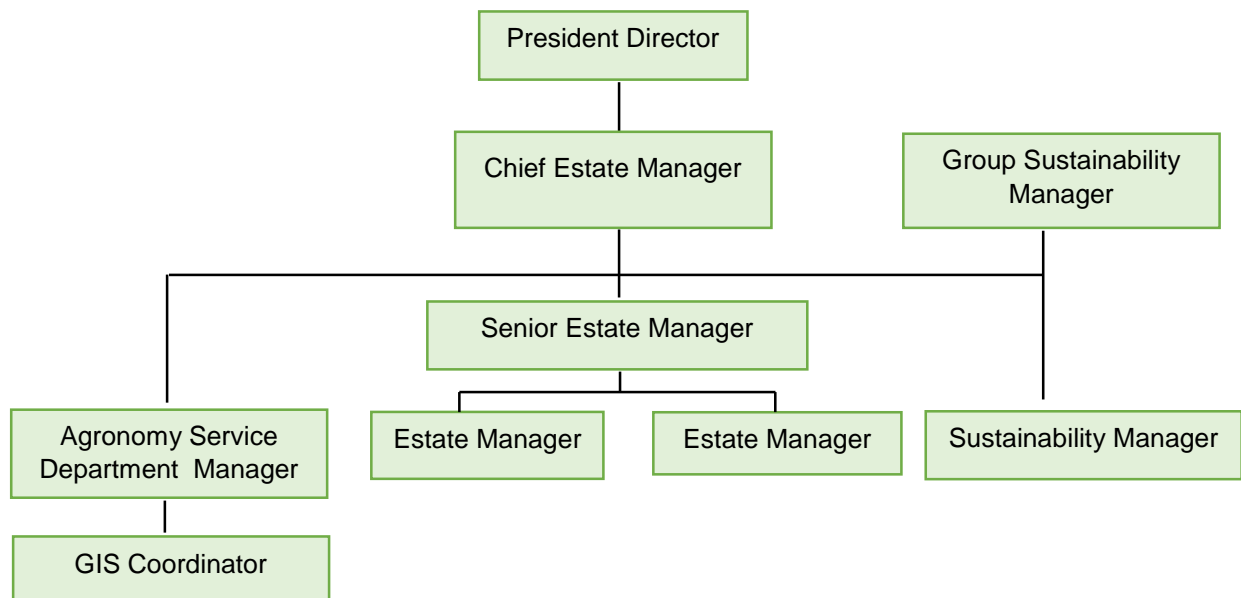 President Director
Chief Estate Manager
Group Sustainability
Manager
Senior Estate Manager
Agronomy Service
Department  Manager
Estate Manager
Estate Manager
Sustainability Manager
GIS Coordinator